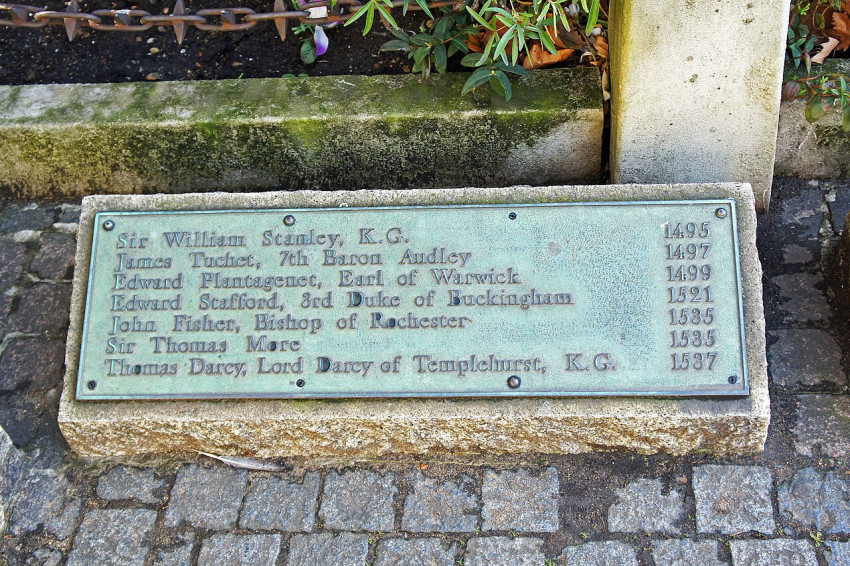 Sir William Stanley, K.G. 1495
James Tuchet, 7th Baron Audley 1497
Edward Plantagenet, Earl of Warwick 1499
Edward Stafford, 3rd Duke of Buckingham 1521
John Fisher, Bishop of Rochester 1535
Sir Thomas More 1535
Thomas Darcy, Lord Darcy of Templehurst, K.G. 1537